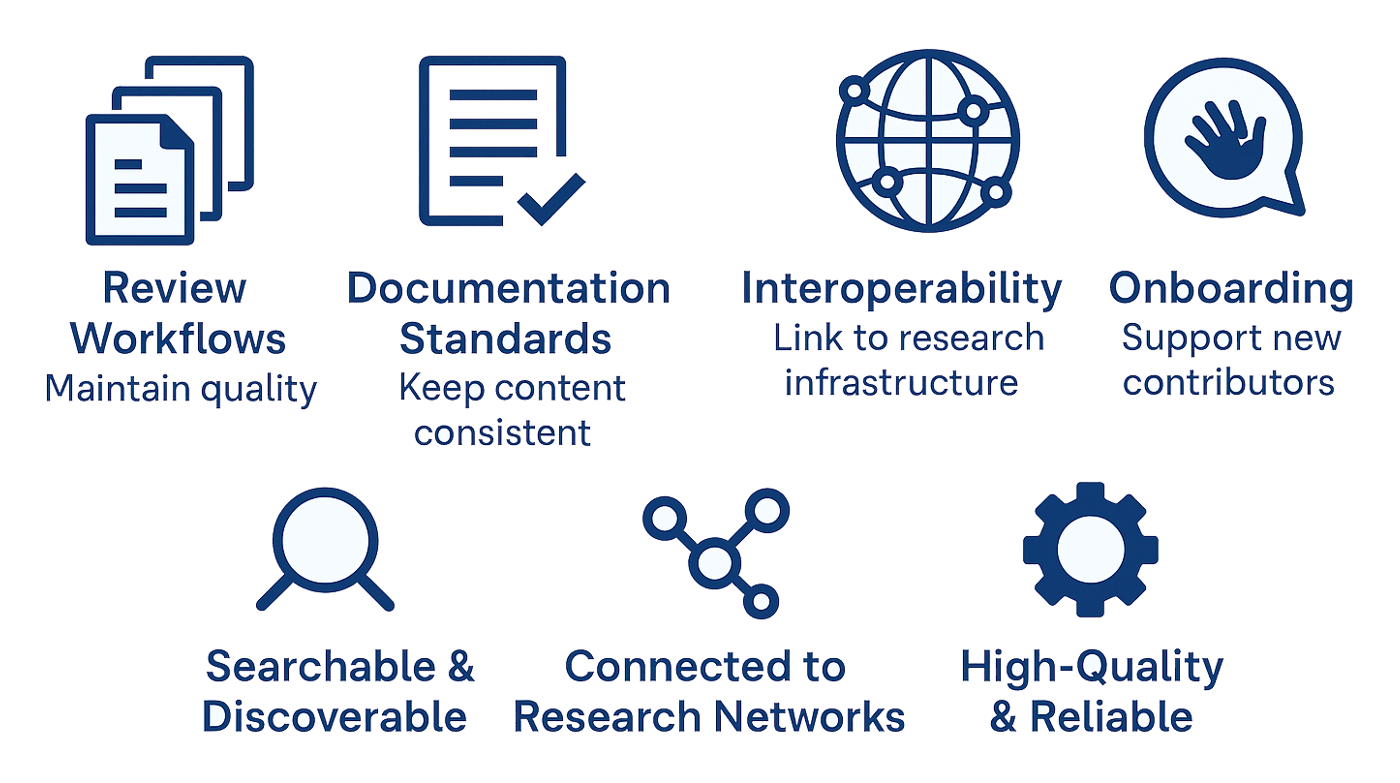 Review
Workflows
Maintain quality
Documentation
Standards
Keep content
consistent
Interoperability
Link to research
infrastructure
Onboarding
Support new
contributors
Searchable &
Discoverable
Connected to
Research Networks
High-Quality
& Reliable